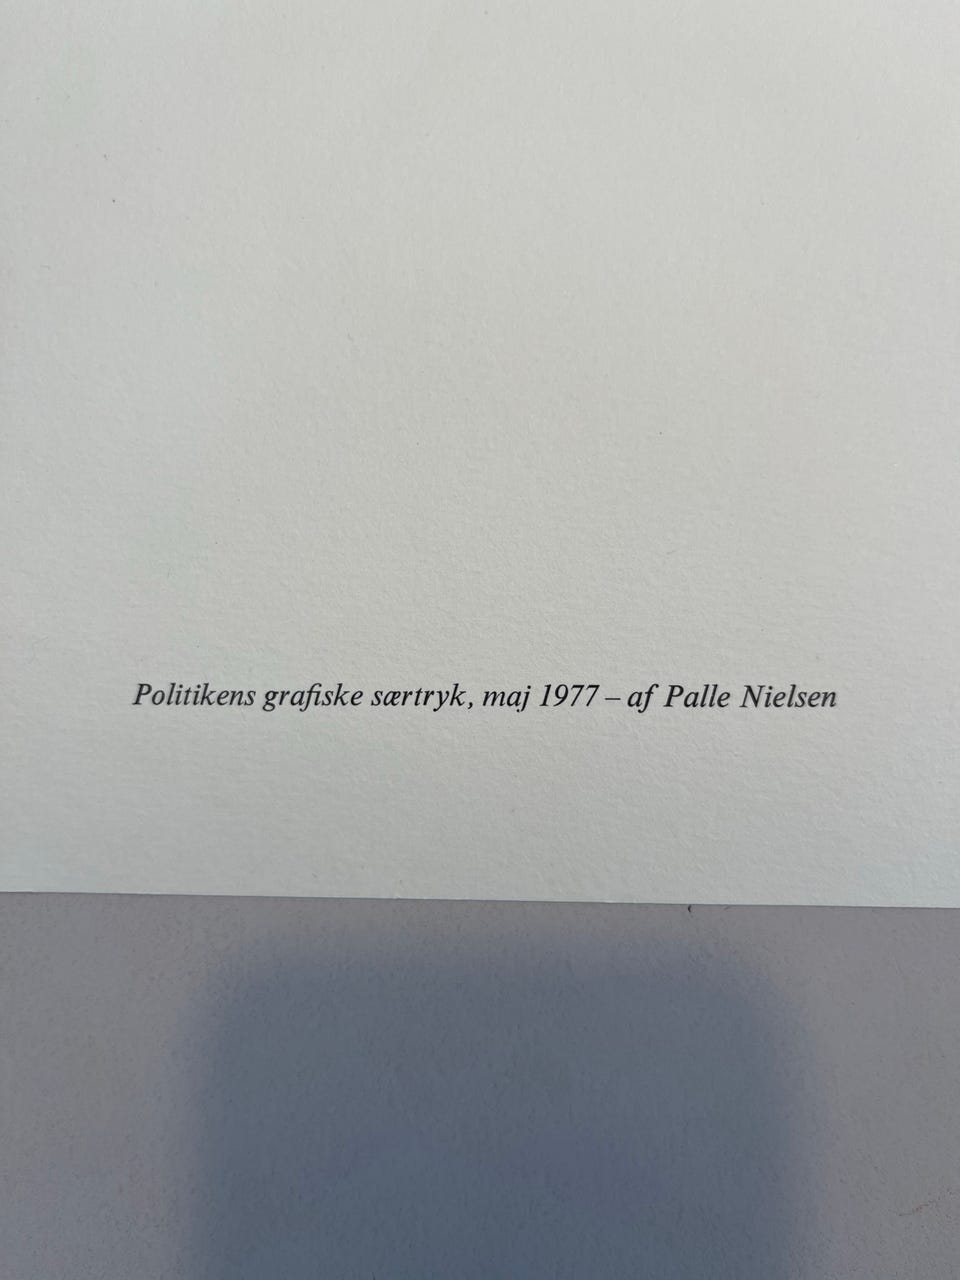 Politikens grafiske særtryk, maj 1977 – af Palle Nielsen